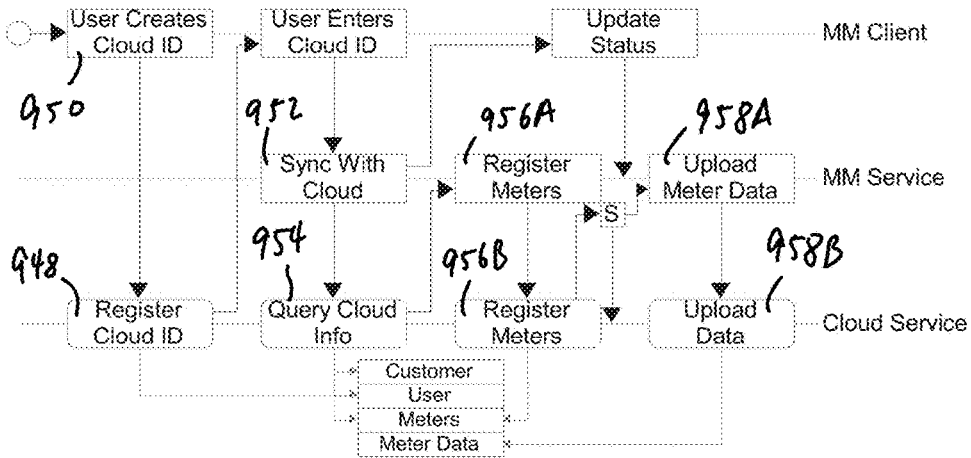 User Creates
Cloud ID
User Enters
Cloud ID
Update
Status
MM Client
950
952
956A
958A
Sync With
Cloud
Register
Meters
Upload
Meter Data
MM Service
S
948
954
956B
958B
Register
Cloud ID
Query Cloud
Info
Register
Meters
Upload
Data
Cloud Service
Customer
User
Meters
Meter Data